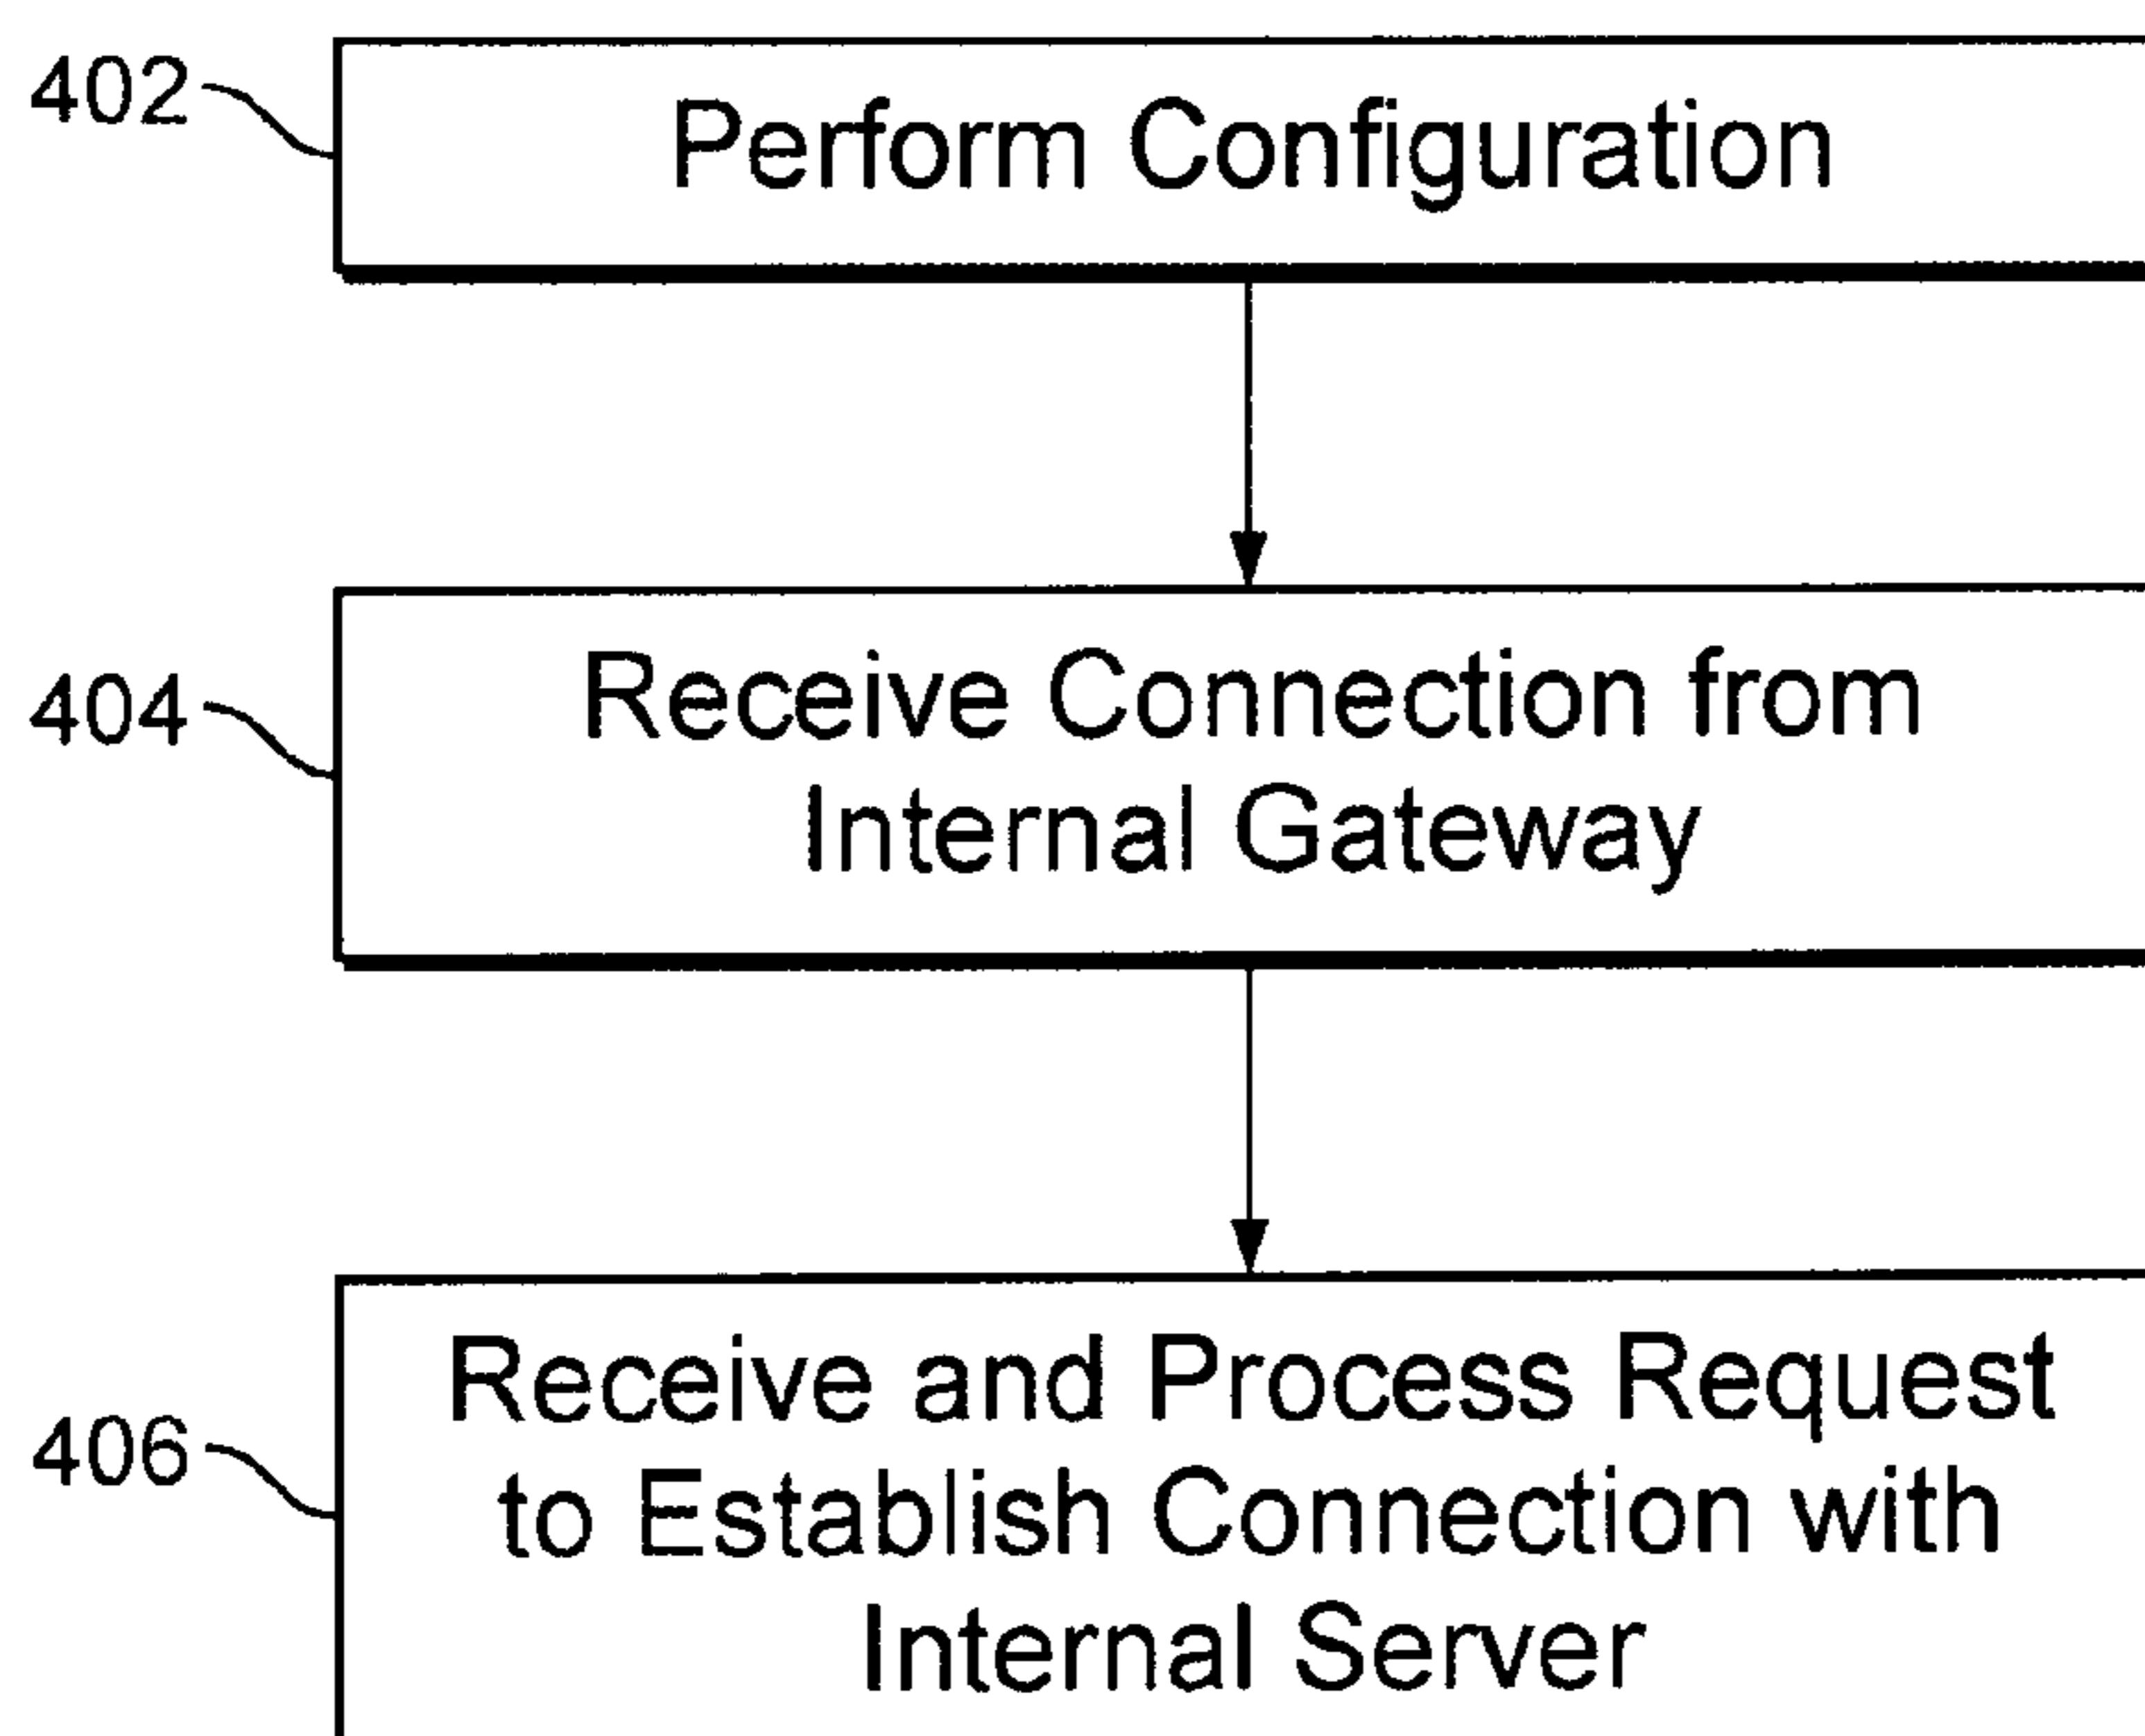 402
Perform Configuration
404
Receive Connection from
Internal Gateway
406
Receive and Process Request
to Establish Connection with
Internal Server